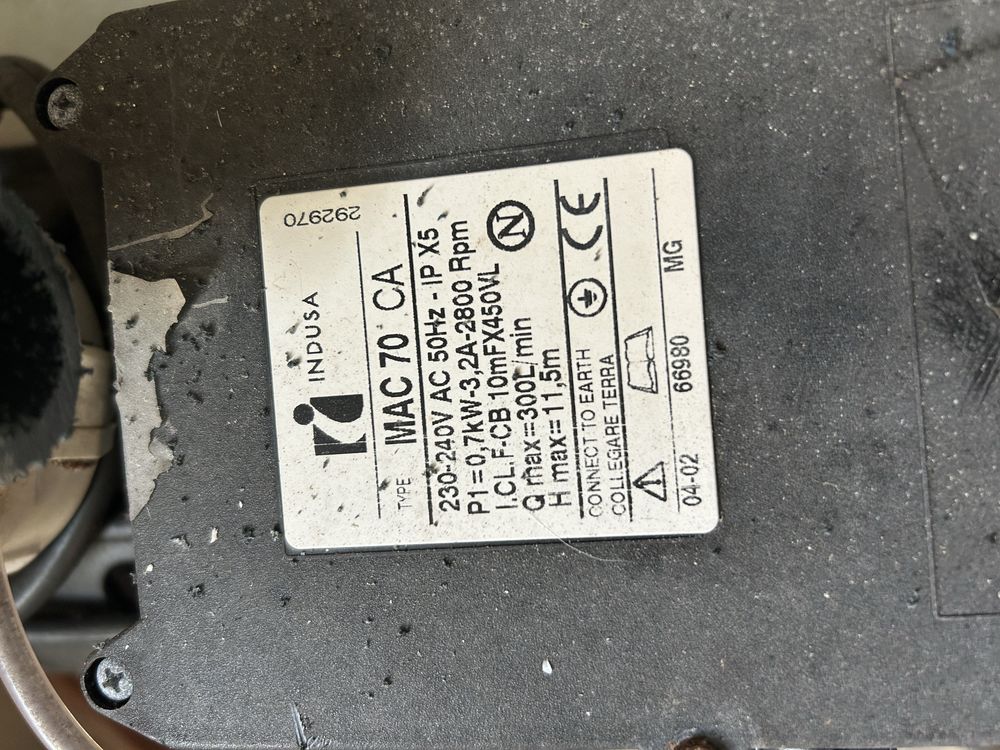 INDUSA
292970
TYPE MAC 70 CA
230-240V AC 50Hz - IP X5
P1=0,7kW-3,2A-2800 Rpm
I.CL.F-CB 10mFX450VL
Q max=300L/min
N
H max=11,5m
CONNECT TO EARTH
COLLEGARE TERRA
CE
04-02 66980 MG